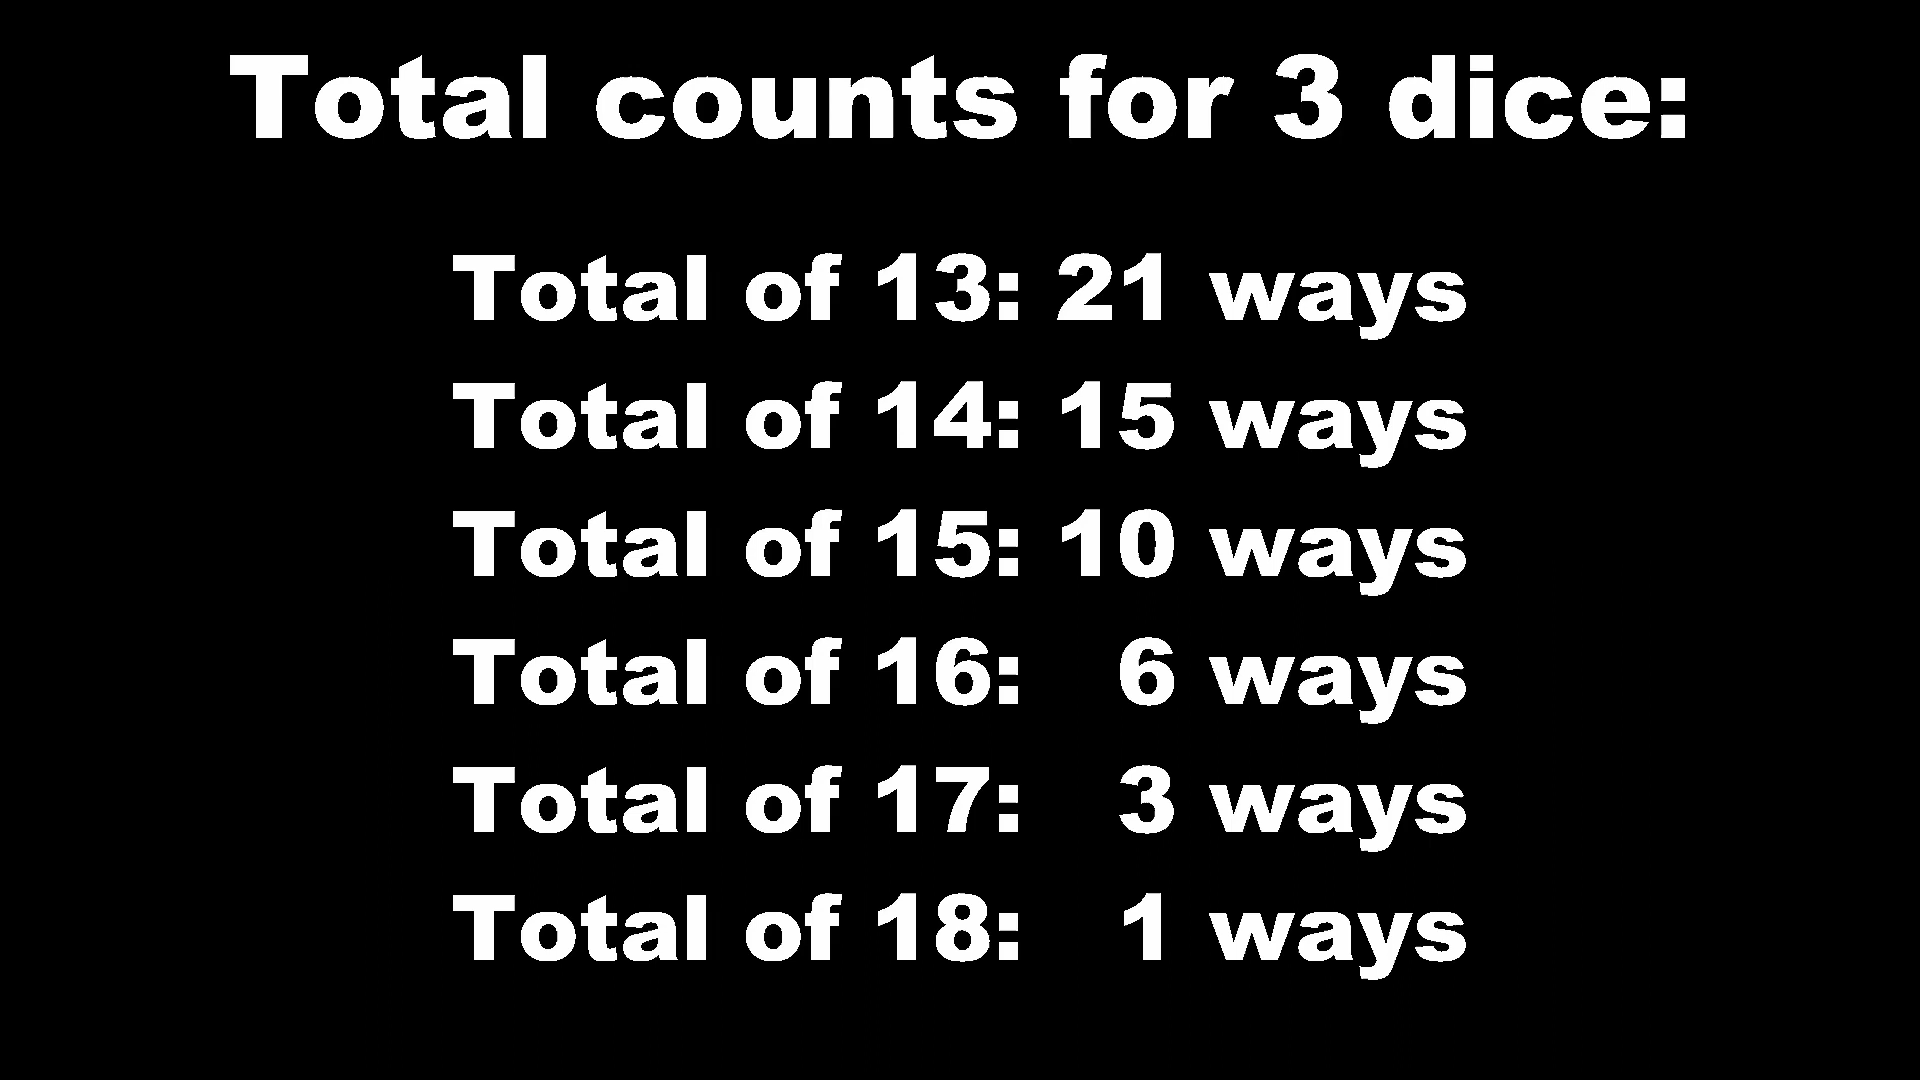 Total counts for 3 dice:
Total of 13: 21 ways
Total of 14: 15 ways
Total of 15: 10 ways
Total of 16: 6 ways
Total of 17: 3 ways
Total of 18: 1 ways